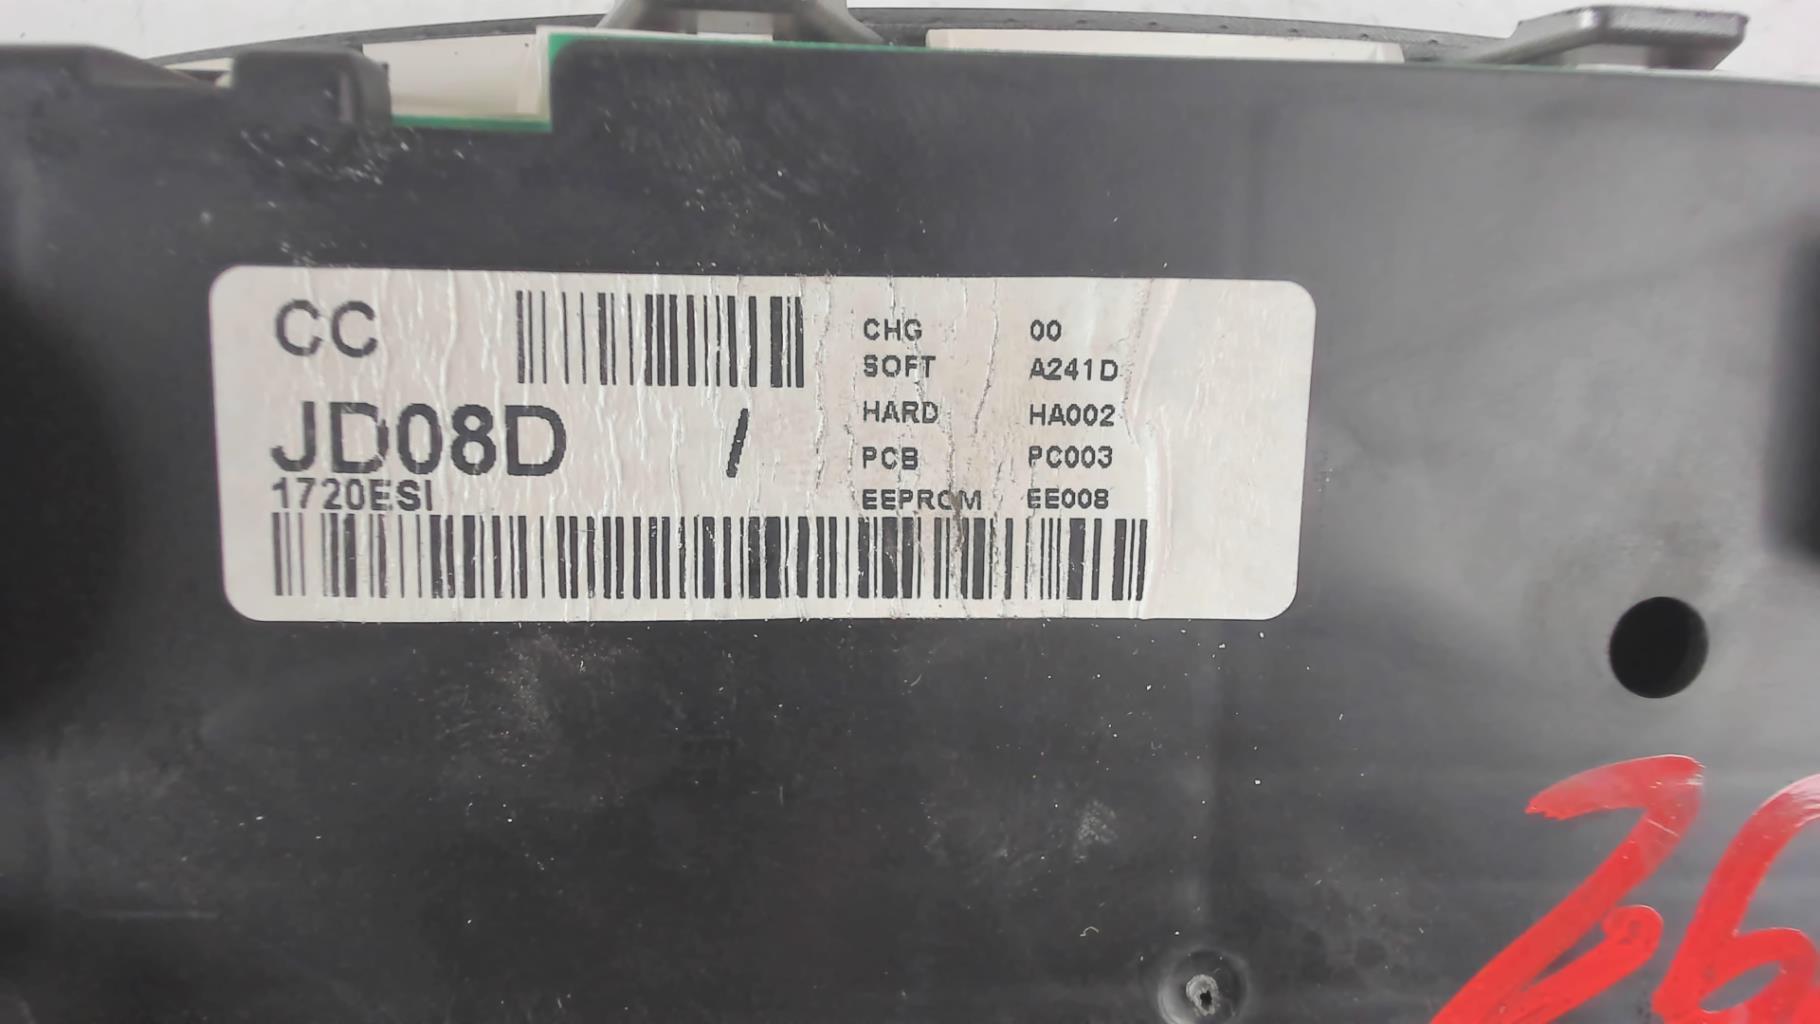 CC
JD08D /
1720ESI
CHG 00
SOFT A241D
HARD HA002
PCB PC003
EEPROM EE008
26